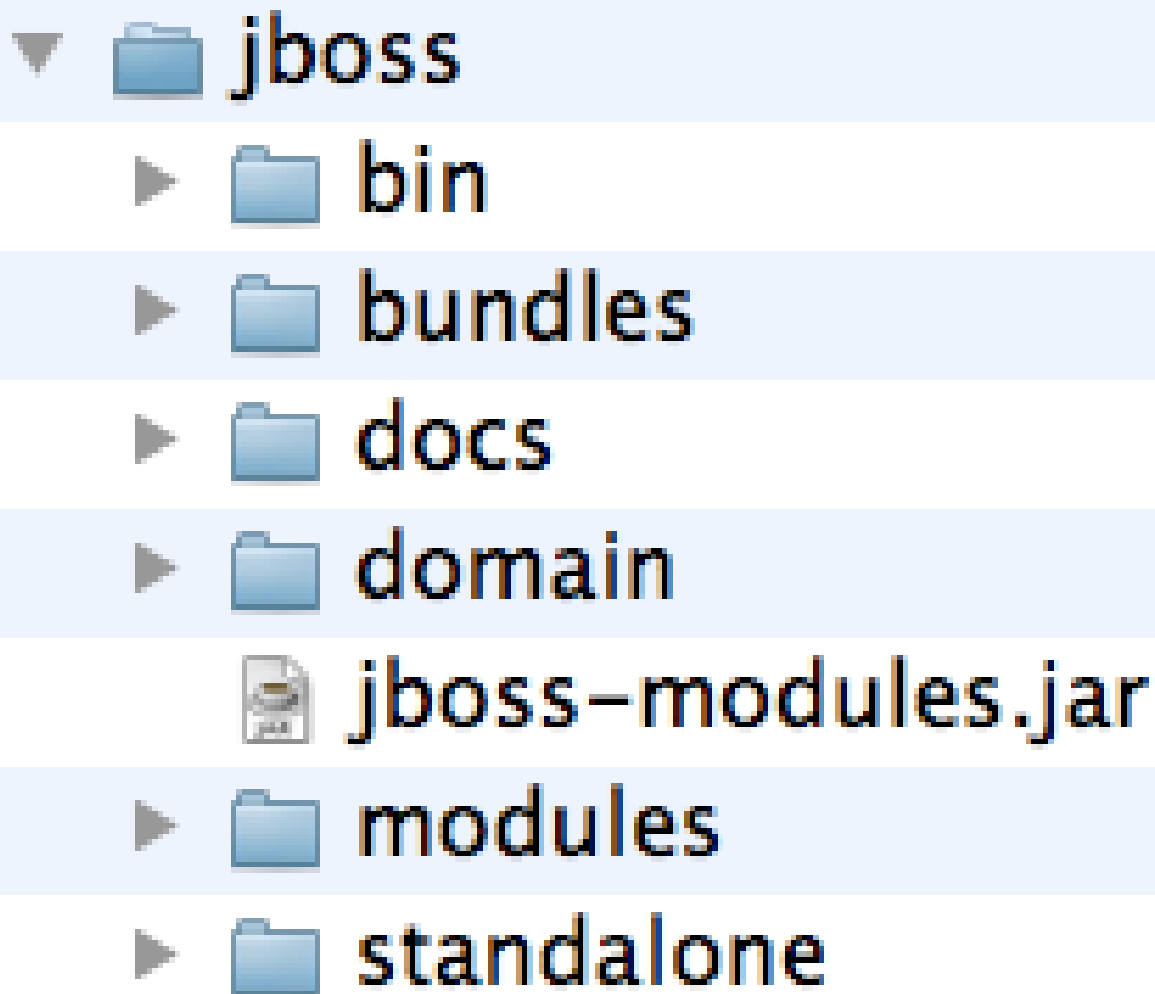 jboss
bin
bundles
docs
domain
jboss-modules.jar
modules
standalone